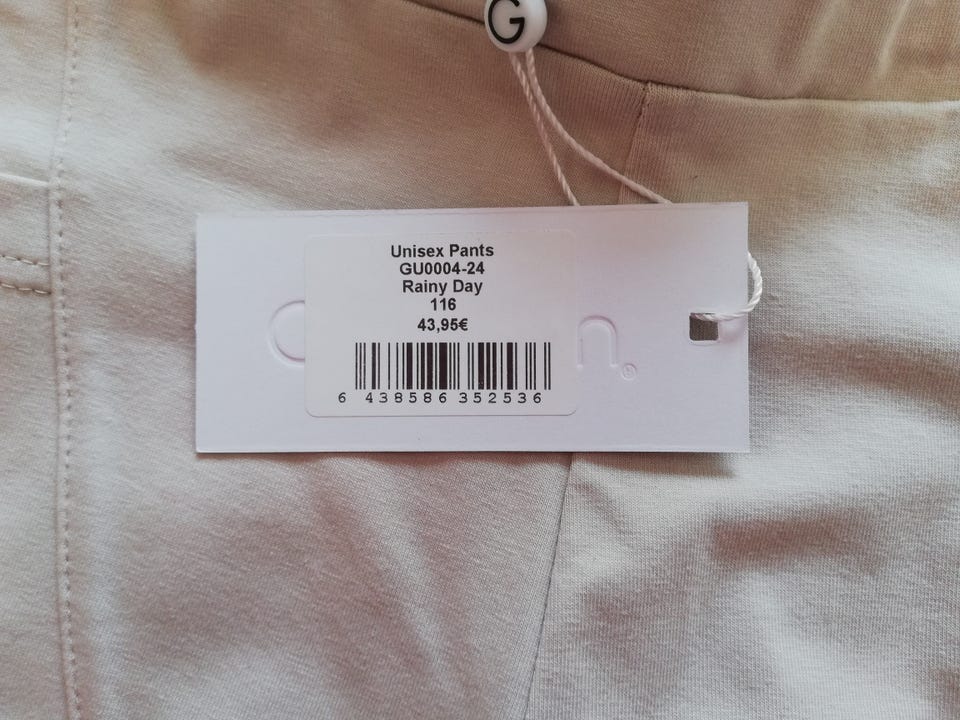 G
Unisex Pants
GU0004-24
Rainy Day
116
43,95€
6 438586 352536
n®